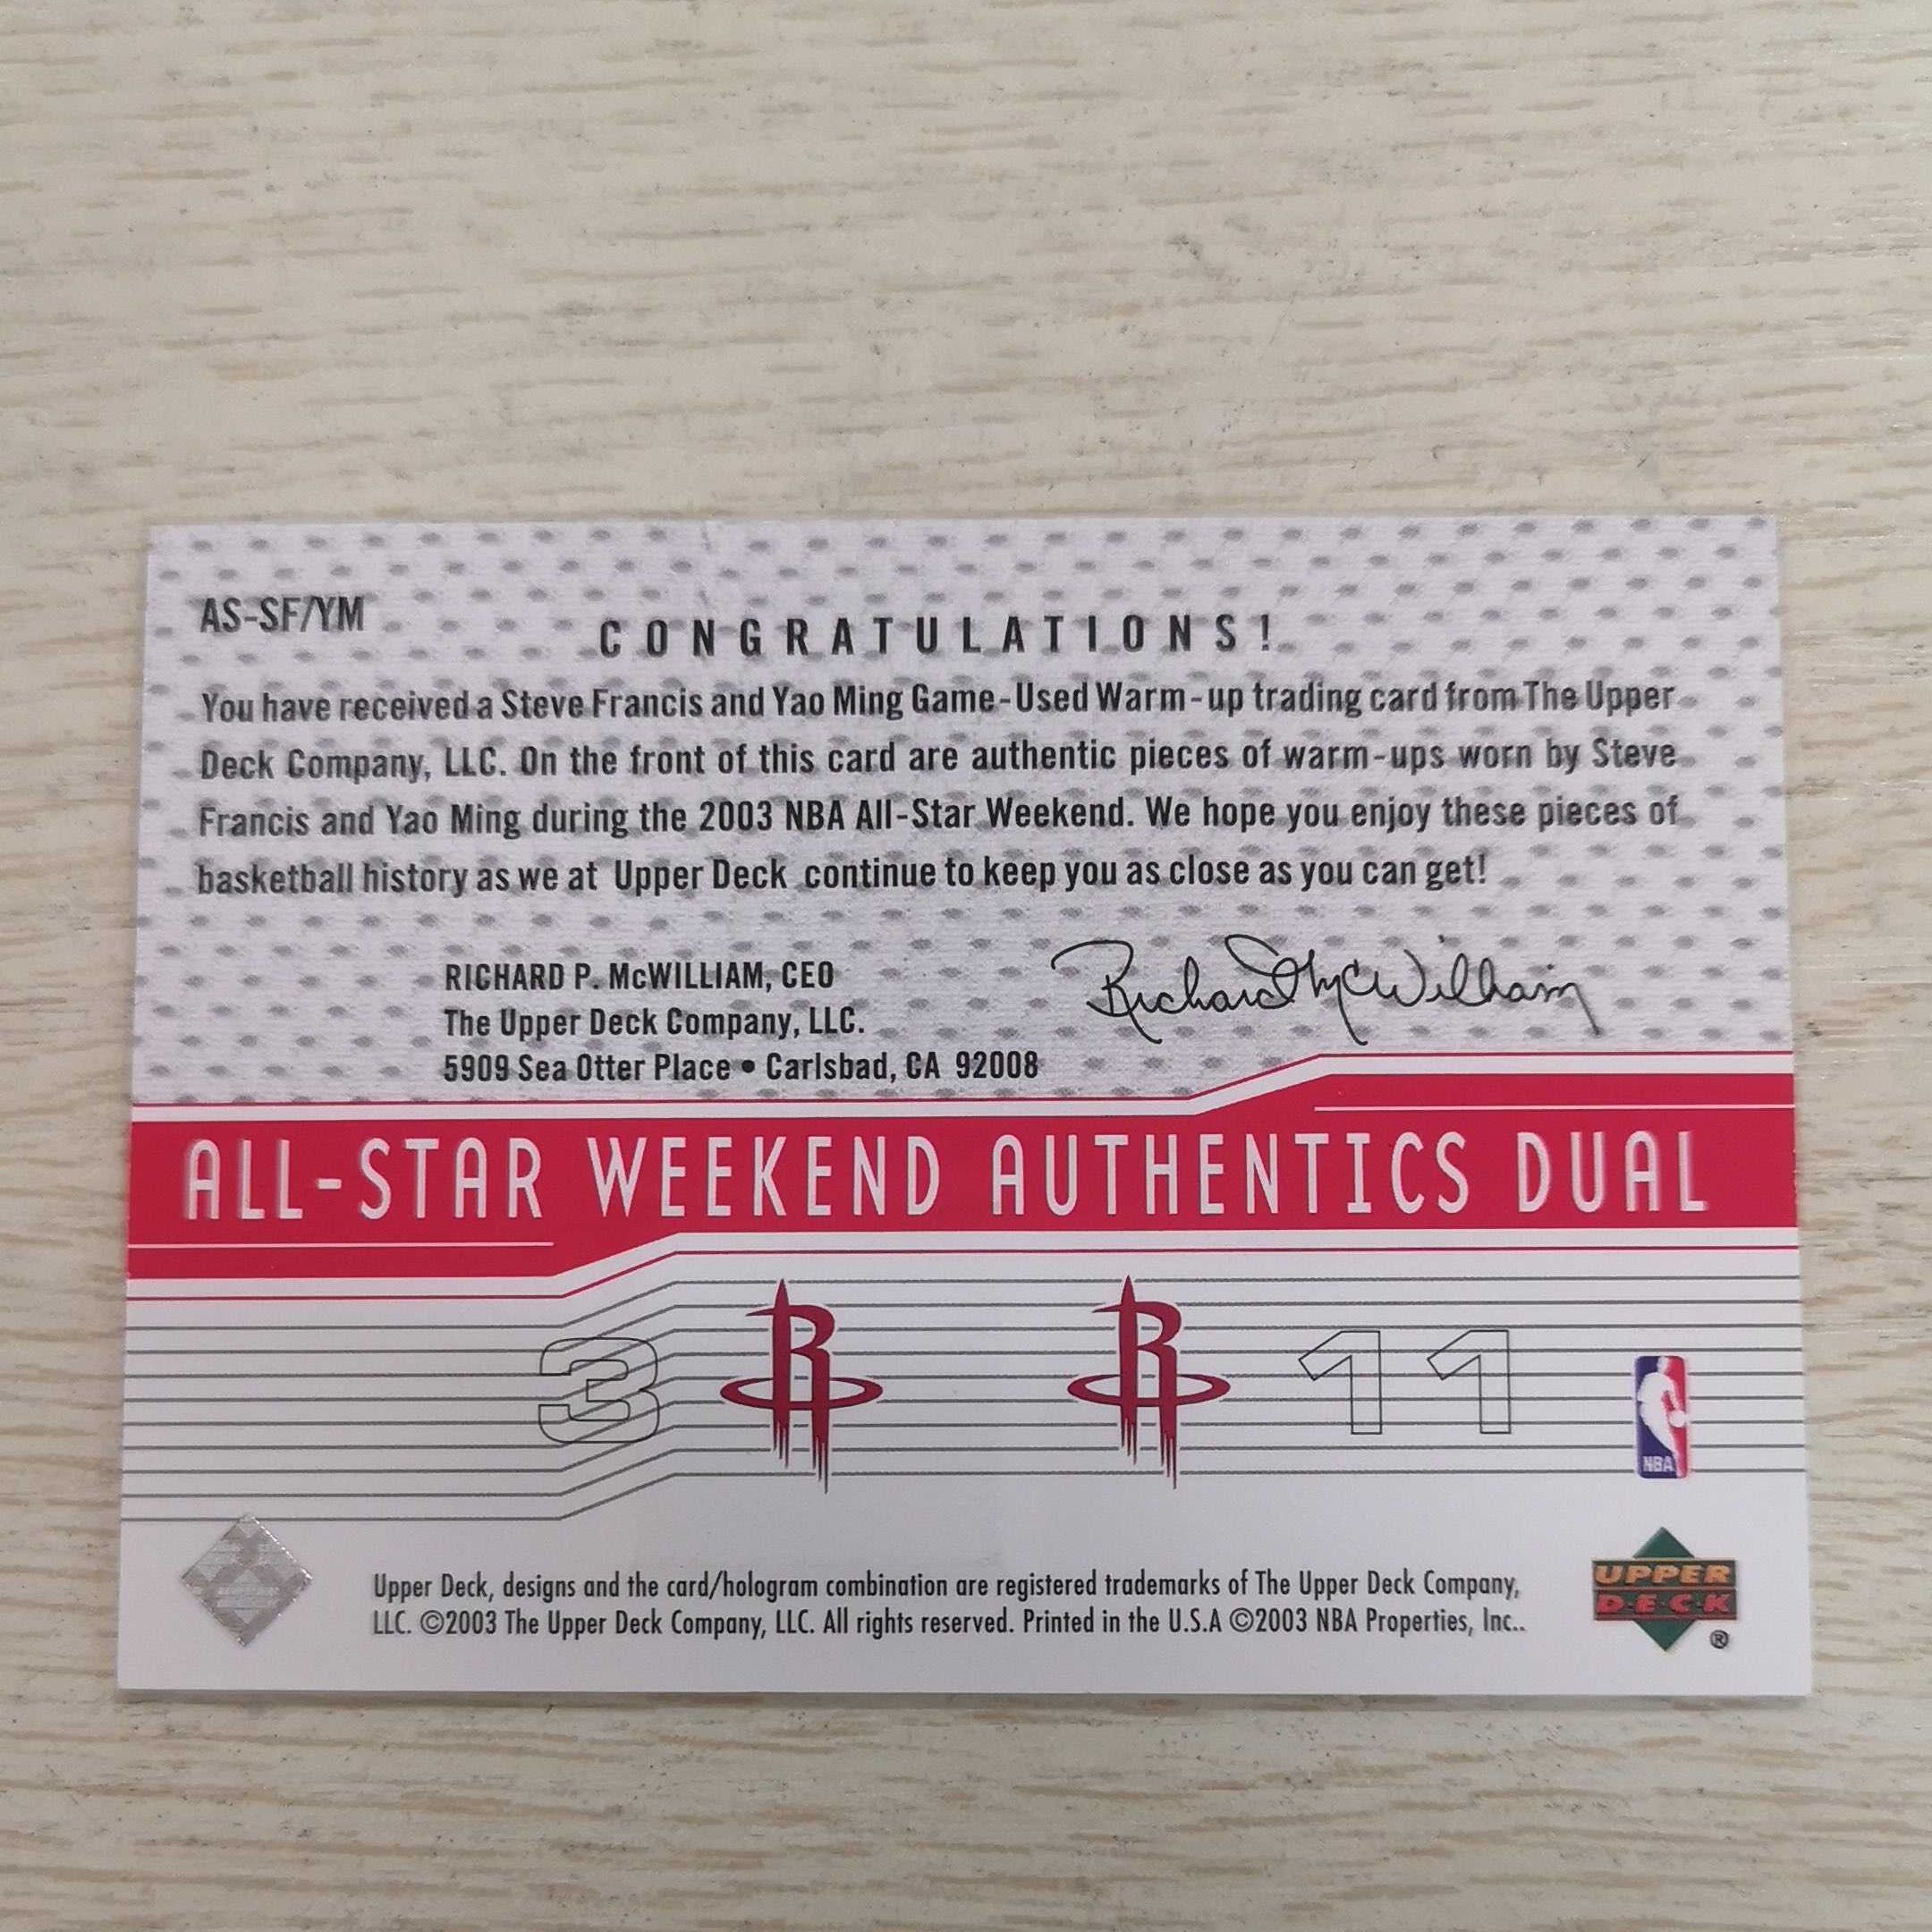 AS-SF/YM
CONGRATULATIONS!
You have received a Steve Francis and Yao Ming Game-Used Warm-up trading card from The Upper
Deck Company, LLC. On the front of this card are authentic pieces of warm-ups worn by Steve
Francis and Yao Ming during the 2003 NBA All-Star Weekend. We hope you enjoy these pieces of
basketball history as we at Upper Deck continue to keep you as close as you can get!
RICHARD P. McWILLIAM, CEO
Richard McWilliam
The Upper Deck Company, LLC.
5909 Sea Otter Place • Carlsbad, CA 92008
ALL-STAR WEEKEND AUTHENTICS DUAL
3 R R 11
NBA
Upper Deck, designs and the card/hologram combination are registered trademarks of The Upper Deck Company,
LLC. ©2003 The Upper Deck Company, LLC. All rights reserved. Printed in the U.S.A ©2003 NBA Properties, Inc..
UPPER
DECK
®